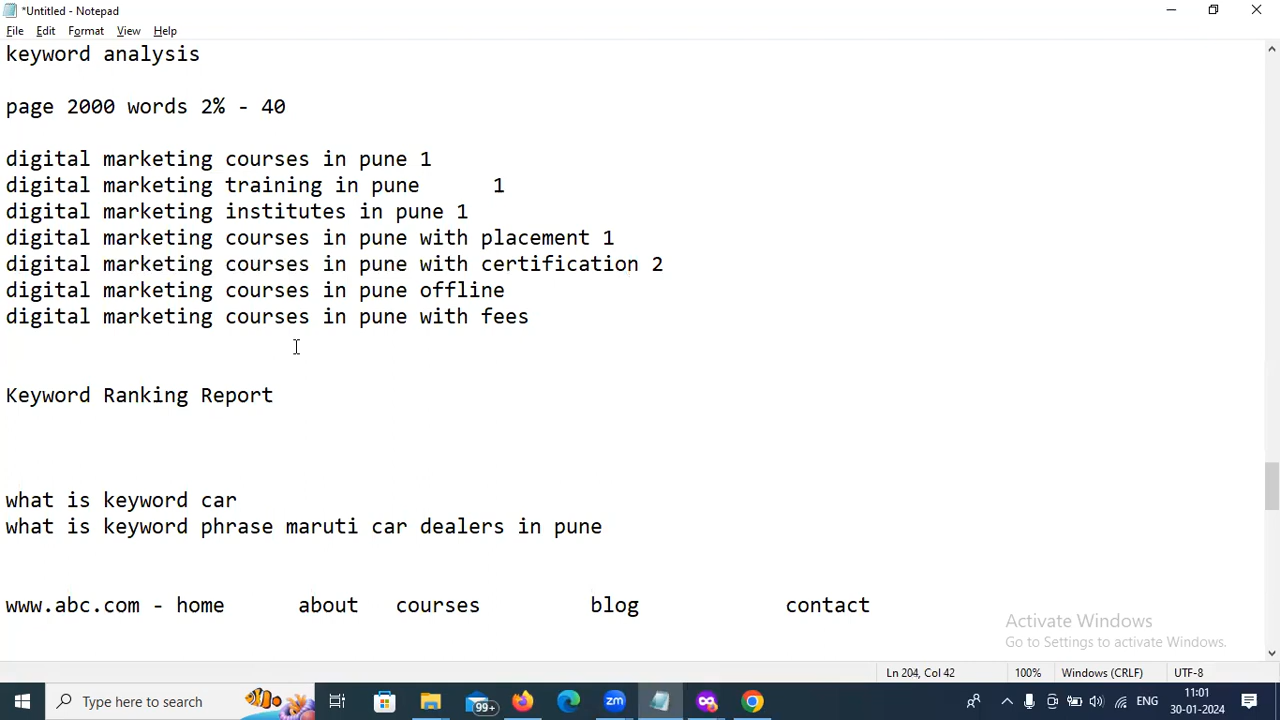 *Untitled - Notepad
File Edit Format View Help
keyword analysis
page 2000 words 2% - 40
digital marketing courses in pune 1
digital marketing training in pune 1
digital marketing institutes in pune 1
digital marketing courses in pune with placement 1
digital marketing courses in pune with certification 2
digital marketing courses in pune offline
digital marketing courses in pune with fees
Keyword Ranking Report
what is keyword car
what is keyword phrase maruti car dealers in pune
www.abc.com - home about courses blog contact
Activate Windows
Go to Settings to activate Windows.
Ln 204, Col 42 100% Windows (CRLF) UTF-8
Type here to search 99+ zm ENG 11:01
30-01-2024